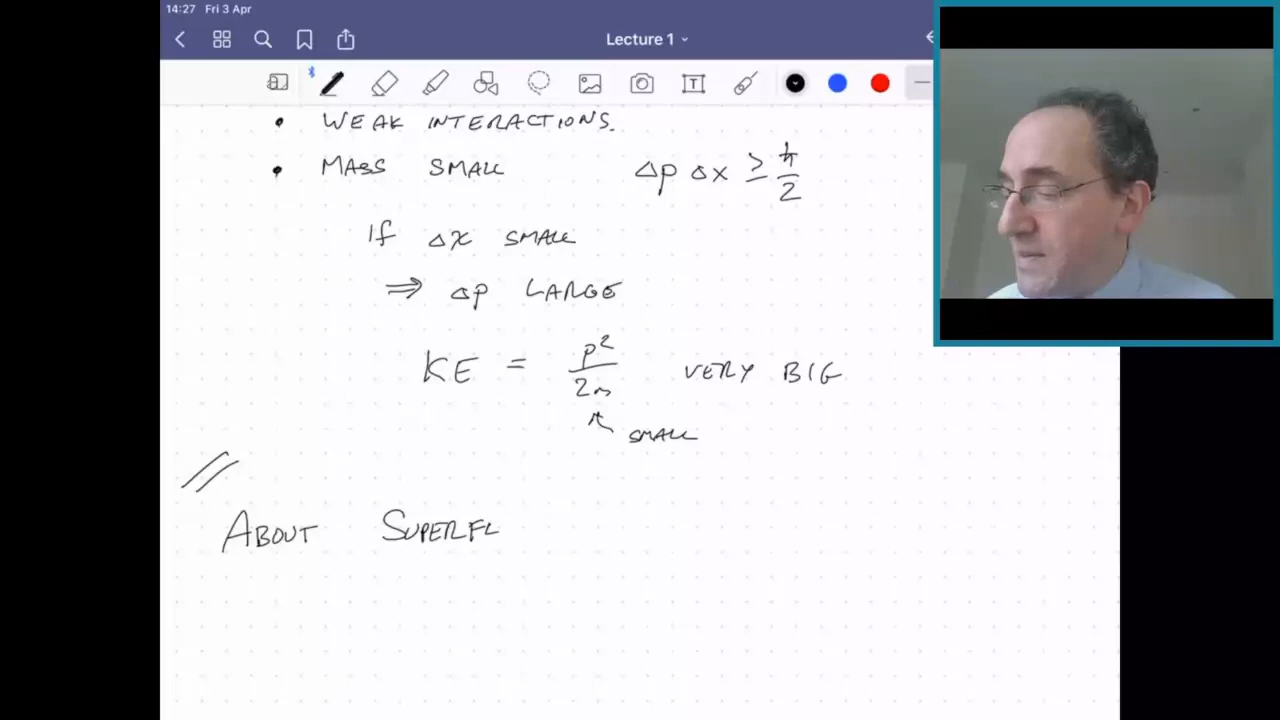 14:27 Fri 3 Apr
Lecture 1
T
• WEAK INTERACTIONS.
• MASS SMALL Δp Δx ≥ ħ/2
If Δx SMALL
⇒ Δp LARGE
KE = p²/2m VERY BIG
SMALL
ABOUT SUPERFL